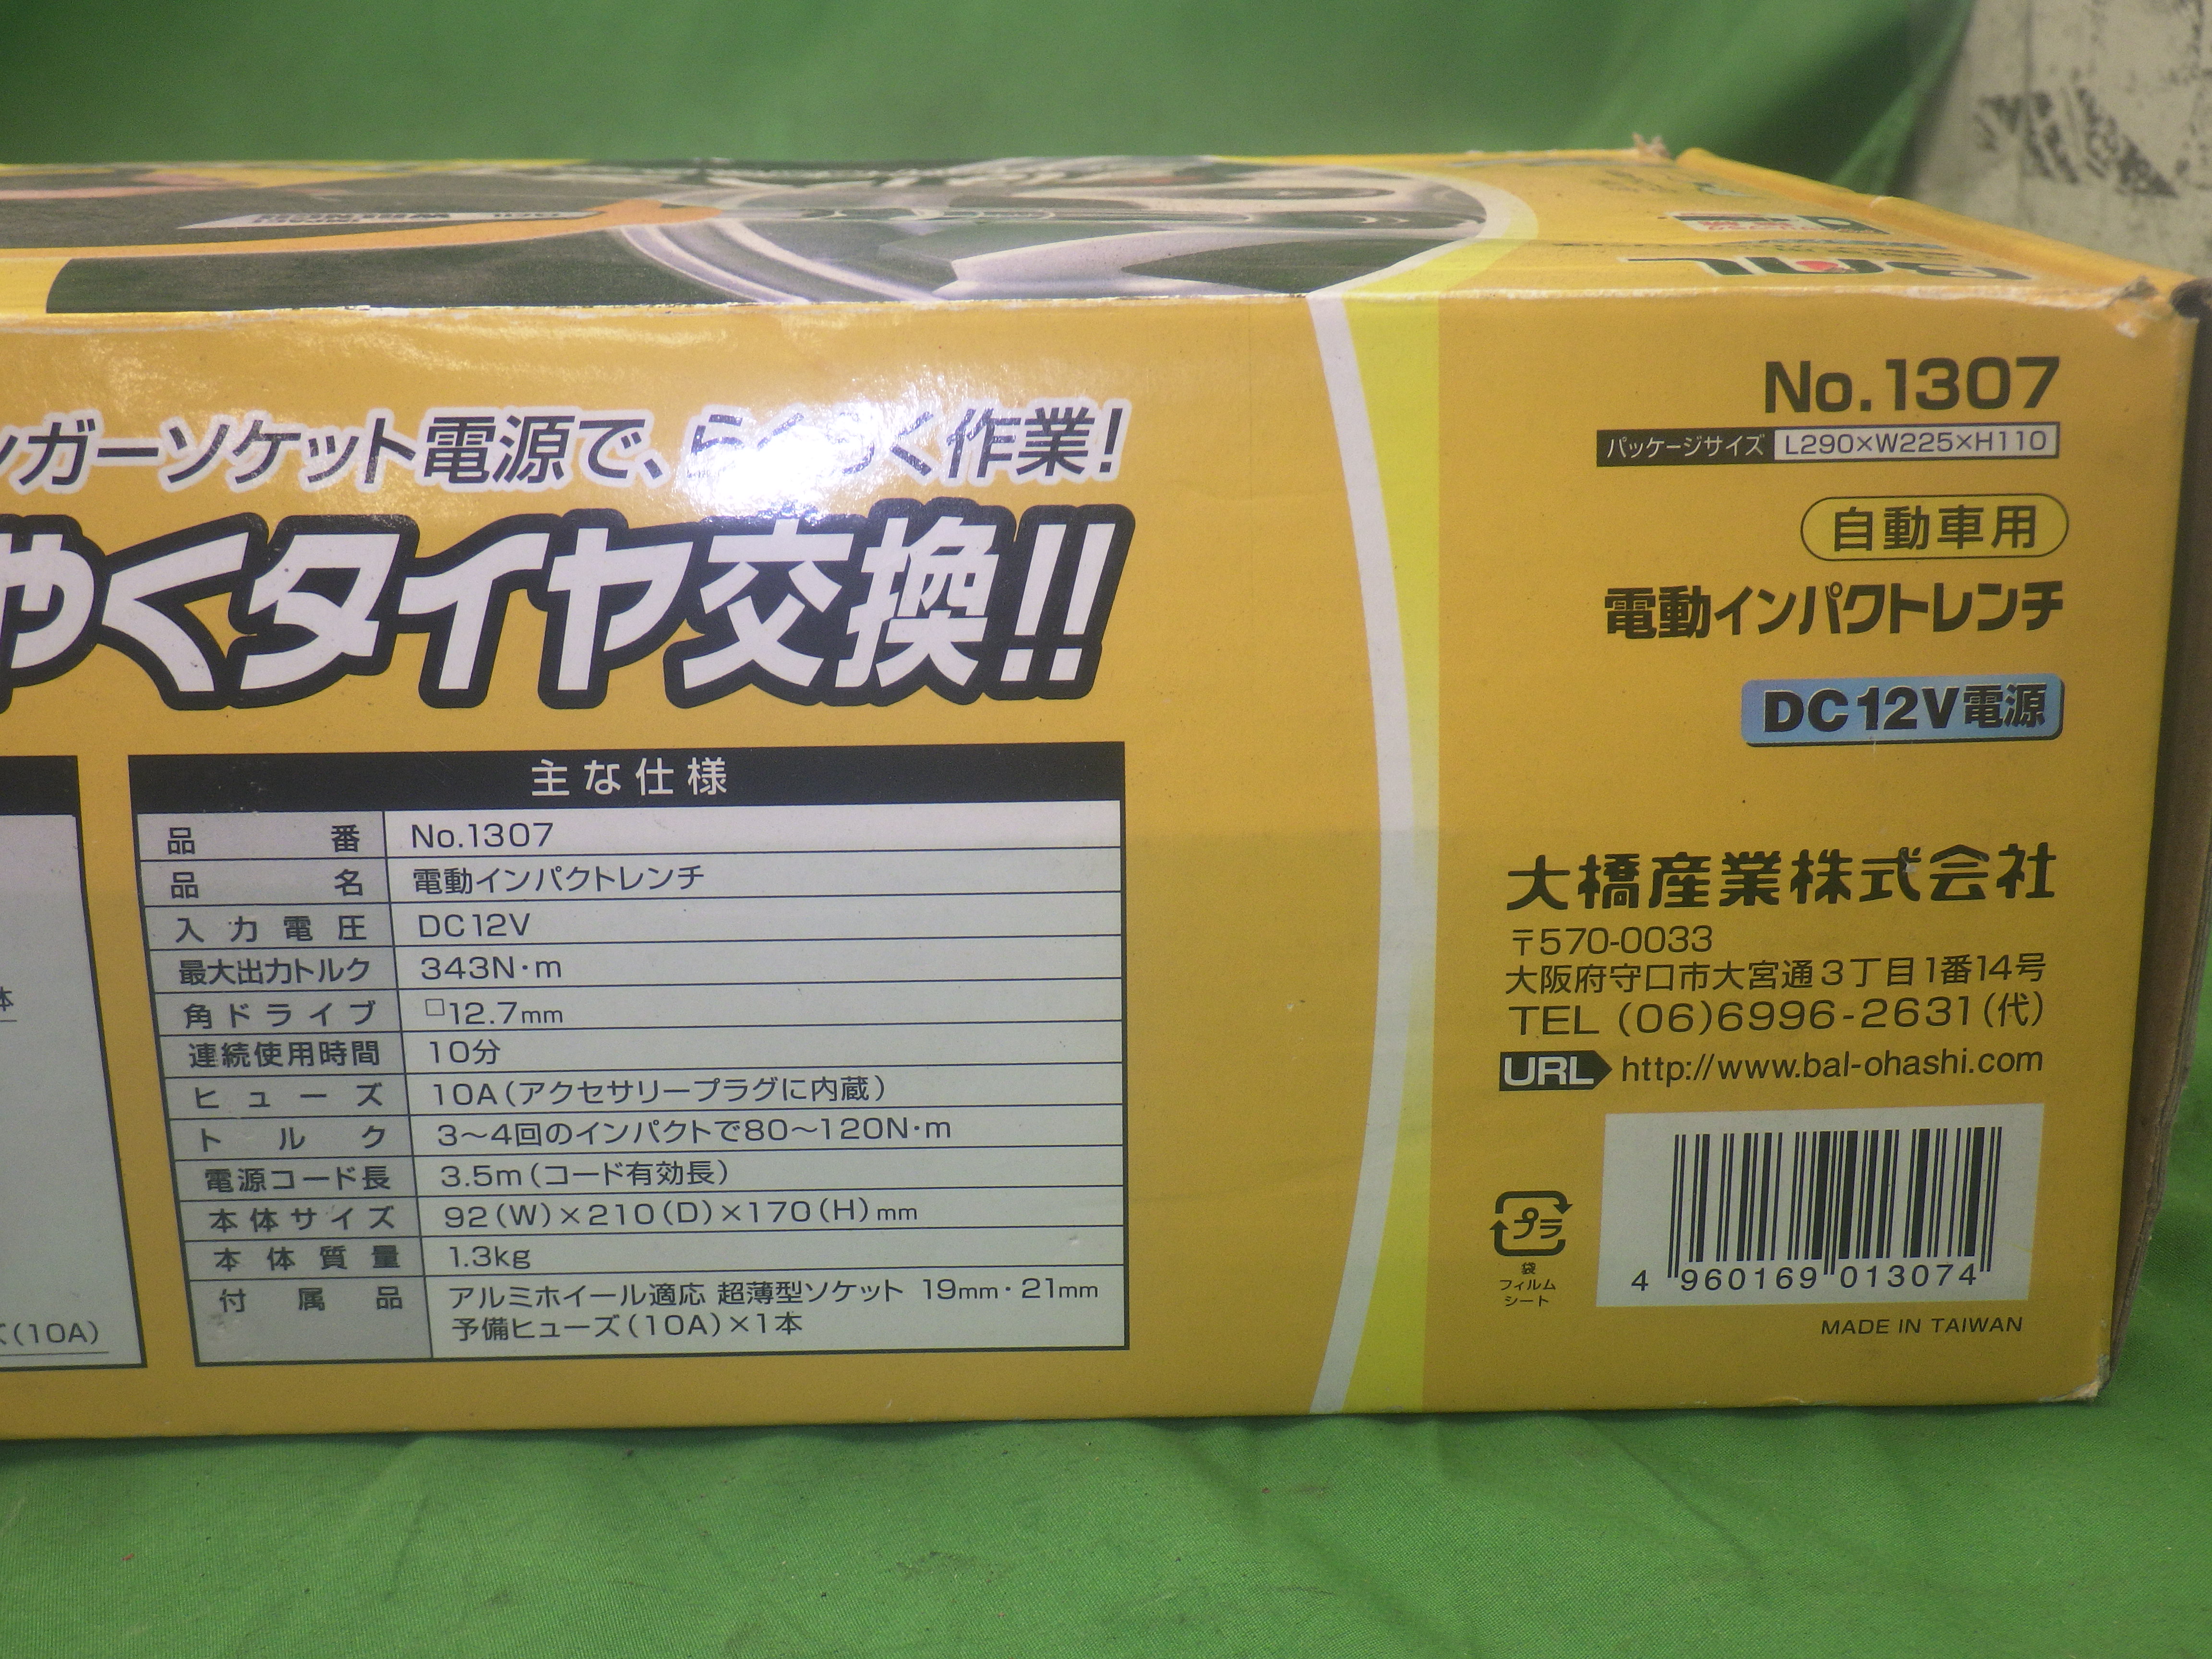 ンガーソケット電源で、らくらく作業!
やくタイヤ交換!!
体
ズ(10A)
主な仕様
品番 No.1307
品名 電動インパクトレンチ
入力電圧 DC12V
最大出力トルク 343N・m
角ドライブ □12.7mm
連続使用時間 10分
ヒューズ 10A(アクセサリープラグに内蔵)
トルク 3〜4回のインパクトで80〜120N・m
電源コード長 3.5m(コード有効長)
本体サイズ 92(W)×210(D)×170(H)mm
本体質量 1.3kg
付属品 アルミホイール適応 超薄型ソケット 19mm・21mm
予備ヒューズ(10A)×1本
BAL
No.1307
パッケージサイズ L290×W225×H110
自動車用
電動インパクトレンチ
DC12V電源
大橋産業株式会社
〒570-0033
大阪府守口市大宮通3丁目1番14号
TEL (06)6996-2631(代)
URL http://www.bal-ohashi.com
プラ
袋
フィルム
シート
4 960169 013074
MADE IN TAIWAN